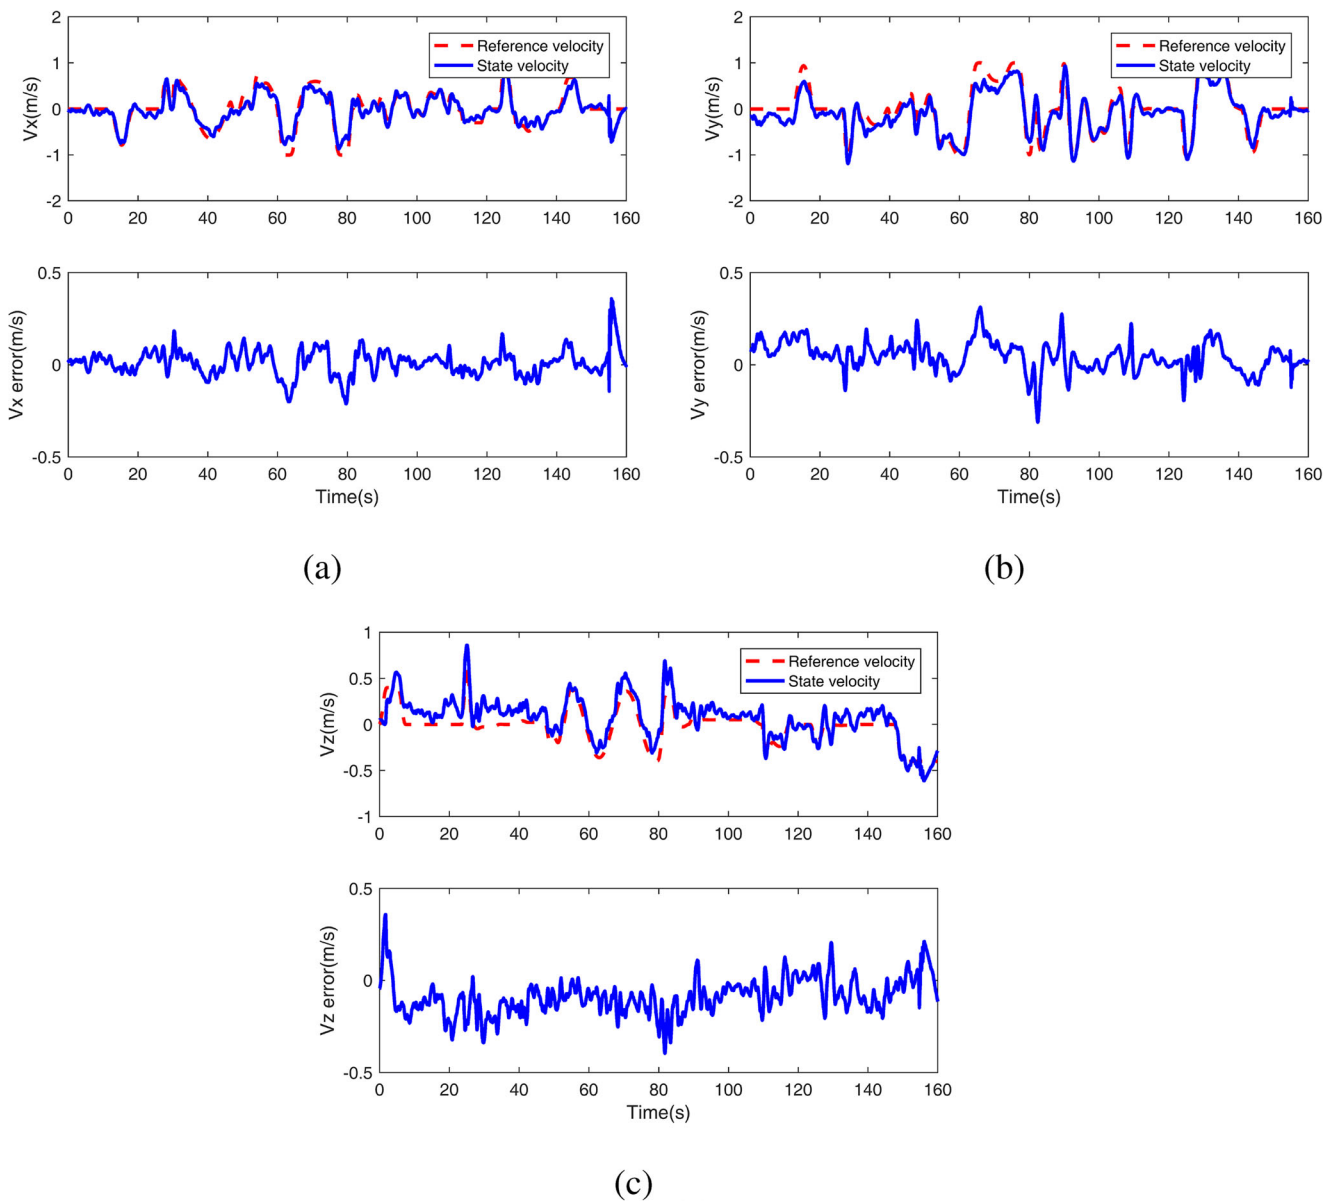 2
1
0
-1
-2
Vx(m/s)
Reference velocity
State velocity
0 20 40 60 80 100 120 140 160
0.5
0
-0.5
Vx error(m/s)
0 20 40 60 80 100 120 140 160
Time(s)
(a)
2
1
0
-1
-2
Vy(m/s)
Reference velocity
State velocity
0 20 40 60 80 100 120 140 160
0.5
0
-0.5
Vy error(m/s)
0 20 40 60 80 100 120 140 160
Time(s)
(b)
1
0.5
0
-0.5
-1
Vz(m/s)
Reference velocity
State velocity
0 20 40 60 80 100 120 140 160
0.5
0
-0.5
Vz error(m/s)
0 20 40 60 80 100 120 140 160
Time(s)
(c)